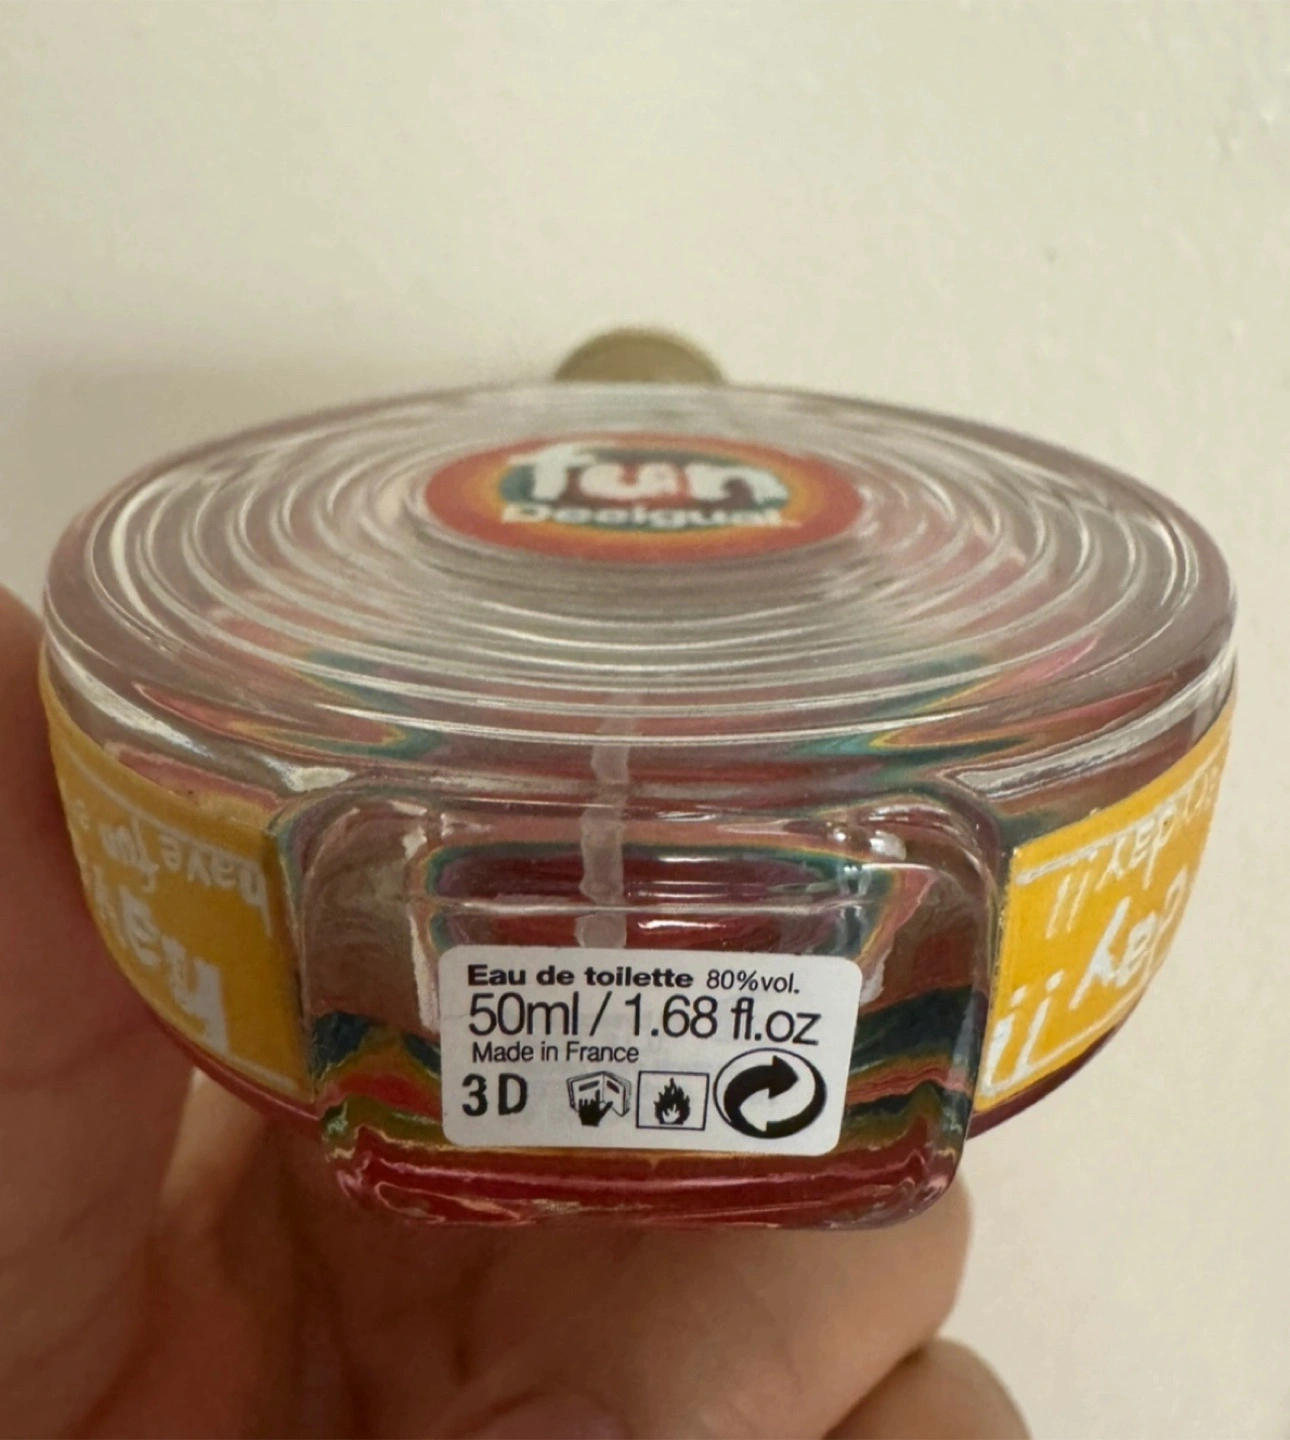 fun
Desigual.
Eau de toilette 80%vol.
50ml / 1.68 fl.oz
Made in France
3D
have fun